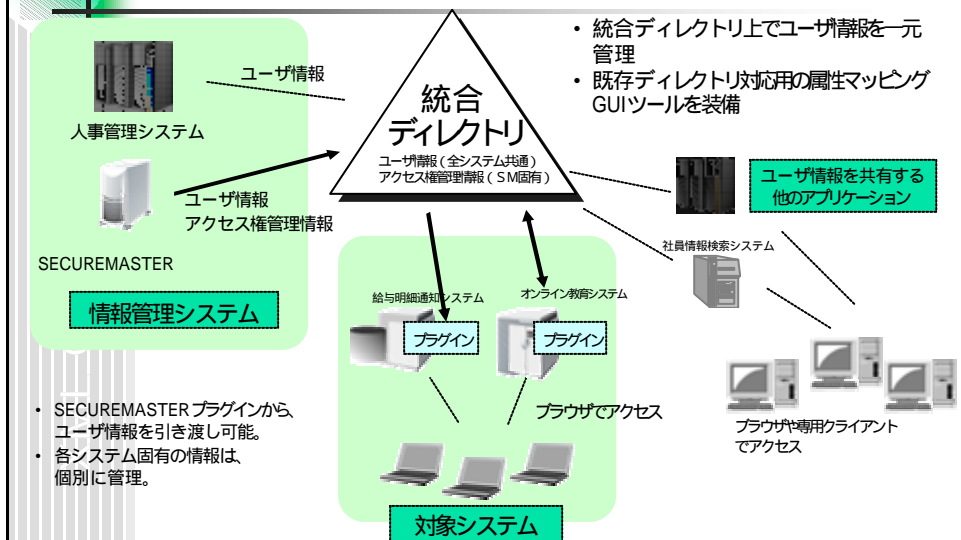 ・ 統合ディレクトリ上でユーザ情報を一元
管理
・ 既存ディレクトリ対応用の属性マッピング
GUIツールを装備
ユーザ情報
人事管理システム
統合
ディレクトリ
ユーザ情報(全システム共通)
アクセス権管理情報(SM固有)
ユーザ情報
アクセス権管理情報
SECUREMASTER
情報管理システム
ユーザ情報を共有する
他のアプリケーション
社員情報検索システム
給与明細通知システム
オンライン教育システム
プラグイン
プラグイン
ブラウザでアクセス
ブラウザや専用クライアント
でアクセス
・ SECUREMASTERプラグインから、
ユーザ情報を引き渡し可能。
・ 各システム固有の情報は、
個別に管理。
対象システム